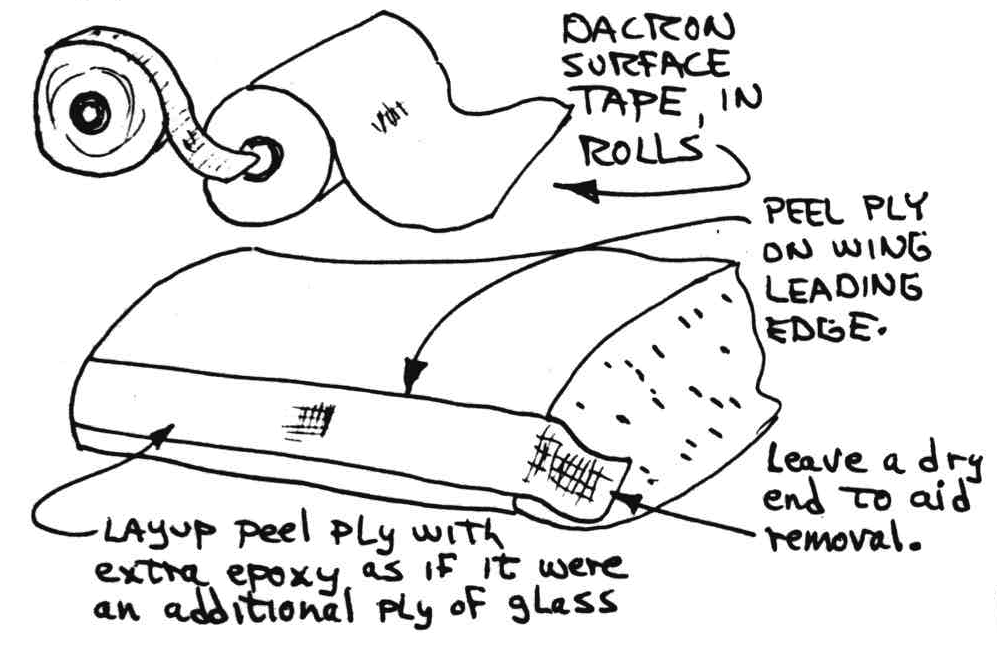 DACRON
SURFACE
TAPE, IN
ROLLS
PEEL PLY
ON WING
LEADING
EDGE.
Leave a dry
end to aid
removal.
LAyup peel ply with
extra epoxy as if it were
an additional ply of glass